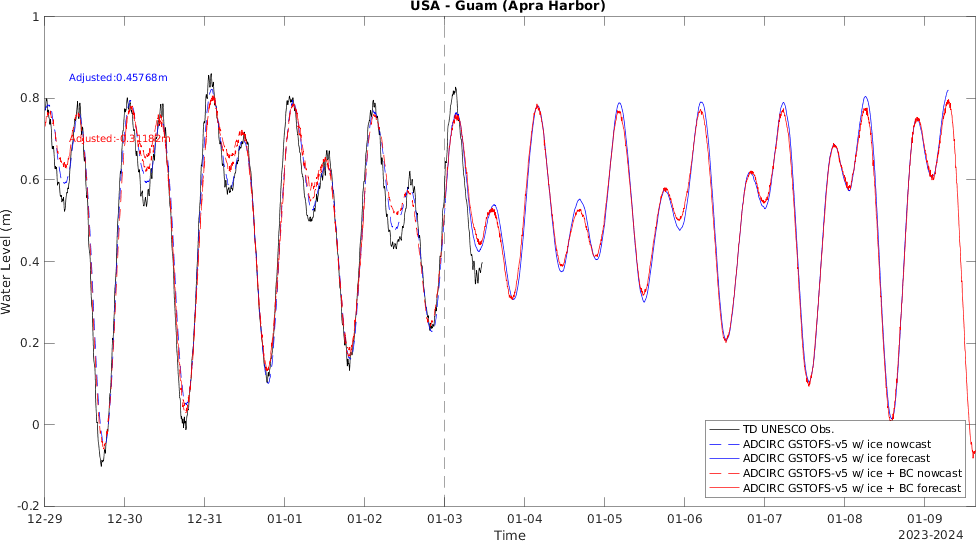 USA - Guam (Apra Harbor)
1
0.8
0.6
0.4
0.2
0
-0.2
Water Level (m)
Adjusted:0.45768m
Adjusted:-0.31182m
TD UNESCO Obs.
ADCIRC GSTOFS-v5 w/ ice nowcast
ADCIRC GSTOFS-v5 w/ ice forecast
ADCIRC GSTOFS-v5 w/ ice + BC nowcast
ADCIRC GSTOFS-v5 w/ ice + BC forecast
12-29 12-30 12-31 01-01 01-02 01-03 01-04 01-05 01-06 01-07 01-08 01-09
Time
2023-2024